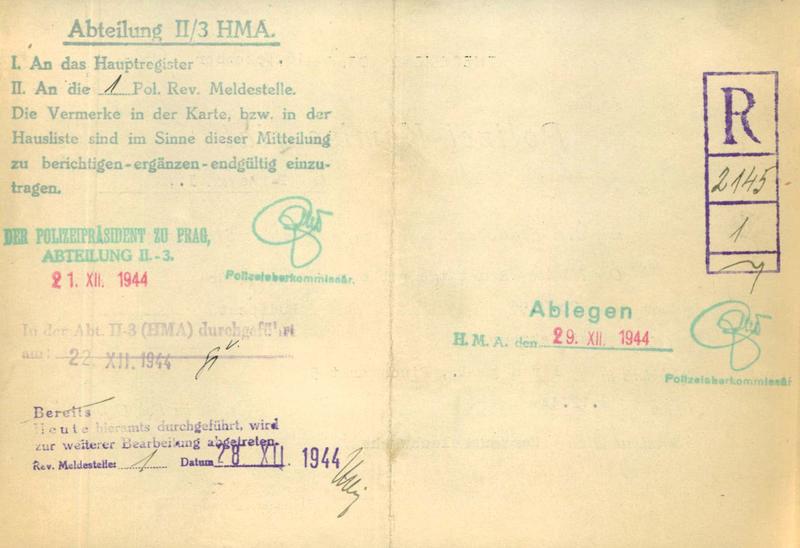 Abteilung II/3 HMA.
I. An das Hauptregister
II. An die 1 Pol. Rev. Meldestelle.
Die Vermerke in der Karte, bzw. in der
Hausliste sind im Sinne dieser Mitteilung
zu berichtigen-ergänzen-endgültig einzu-
tragen.
DER POLIZEIPRÄSIDENT ZU PRAG,
ABTEILUNG II.-3.
21. XII. 1944
Polizeioberkommissär.
In der Abt. II-3 (HMA) durchgeführt
am: 22 XII. 1944
Bereits
Heute hieramts durchgeführt, wird
zur weiterer Bearbeitung abgetreten.
Rev. Meldestelle: 1 Datum 28 XII. 1944
R
2145
1
Ablegen
H. M. A. den 29. XII. 1944
Polizeioberkommissär